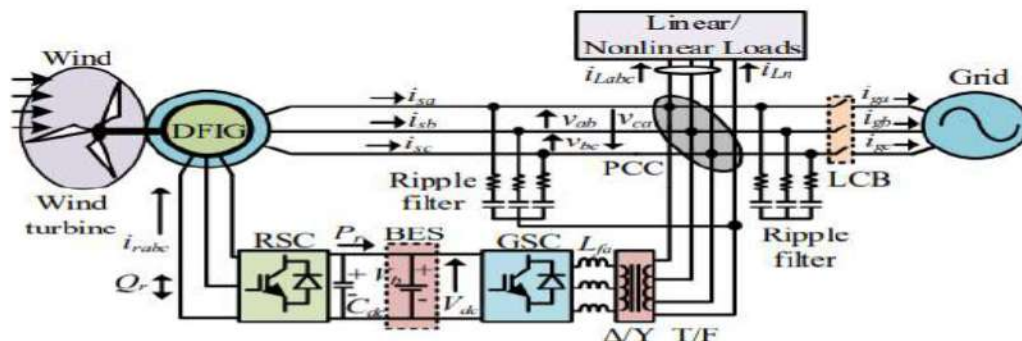 Linear/
Nonlinear Loads
Wind
i_Labc
i_Ln
Grid
i_sa
i_ga
DFIG
i_sb
v_ab
v_ca
i_gb
i_sc
v_bc
i_gc
PCC
LCB
Wind
turbine
Ripple
filter
Ripple
filter
i_rabc
RSC
P_r
BES
GSC
L_fa
Q_r
+
-
C_dc
V_b
+
-
V_dc
Δ/Y T/F